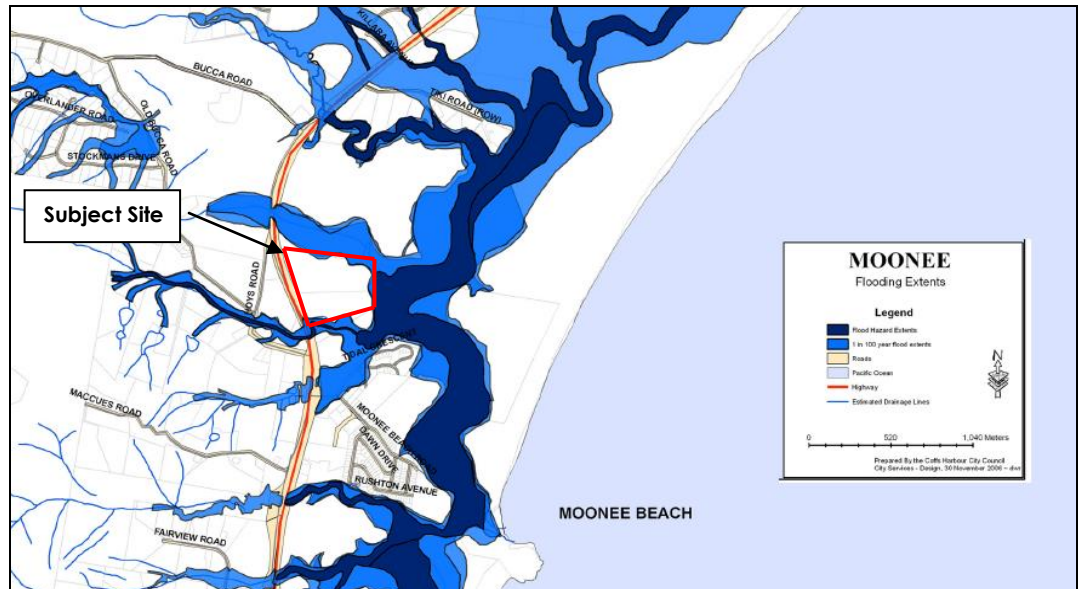 KILLARA AVENUE
BUCCA ROAD
TIKI ROAD (ROW)
OVERLANDER ROAD
OLD BUCCA ROAD
STOCKMANS DRIVE
Subject Site
HOYS ROAD
TIDAL CRESCENT
MACCUES ROAD
MOONEE BEACH ROAD
DAWN DRIVE
RUSHTON AVENUE
FAIRVIEW ROAD
MOONEE BEACH
MOONEE
Flooding Extents
Legend
Flood Hazard Extents
1 in 100 year flood extents
Roads
Pacific Ocean
Highway
Estimated Drainage Lines
N
0 520 1,040 Meters
Prepared By the Coffs Harbour City Council
City Services - Design, 30 November 2006 ~ dwr